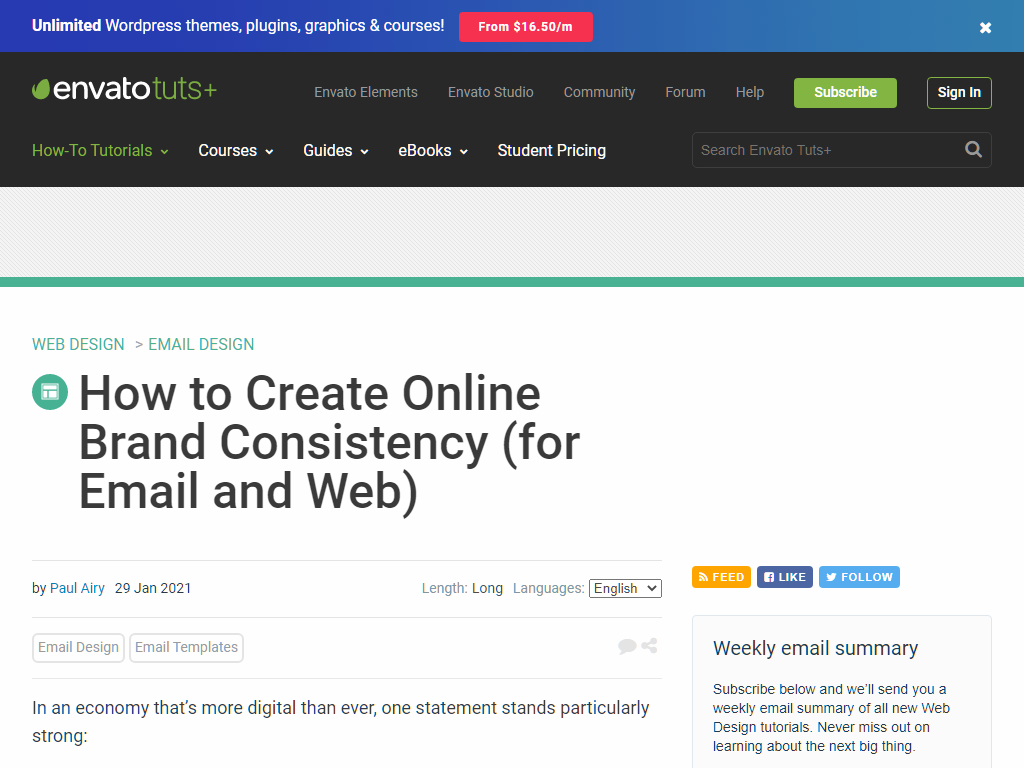 Unlimited Wordpress themes, plugins, graphics & courses! From $16.50/m
envatotuts+
Envato Elements Envato Studio Community Forum Help Subscribe Sign In
How-To Tutorials Courses Guides eBooks Student Pricing Search Envato Tuts+
WEB DESIGN > EMAIL DESIGN
How to Create Online
Brand Consistency (for
Email and Web)
by Paul Airy 29 Jan 2021 Length: Long Languages: English
FEED LIKE FOLLOW
Email Design Email Templates
In an economy that’s more digital than ever, one statement stands particularly
strong:
Weekly email summary
Subscribe below and we’ll send you a
weekly email summary of all new Web
Design tutorials. Never miss out on
learning about the next big thing.